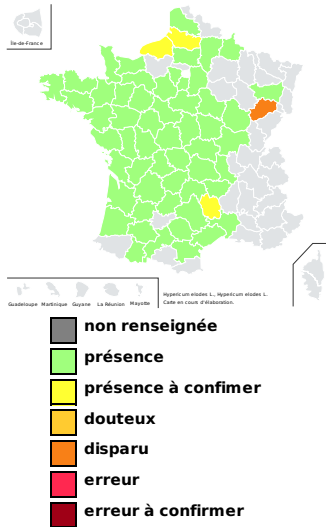 Île-de-France
Guadeloupe Martinique Guyane La Réunion Mayotte
Hypericum elodes L., Hypericum elodes L.
Carte en cours d'élaboration.
non renseignée
présence
présence à confimer
douteux
disparu
erreur
erreur à confirmer